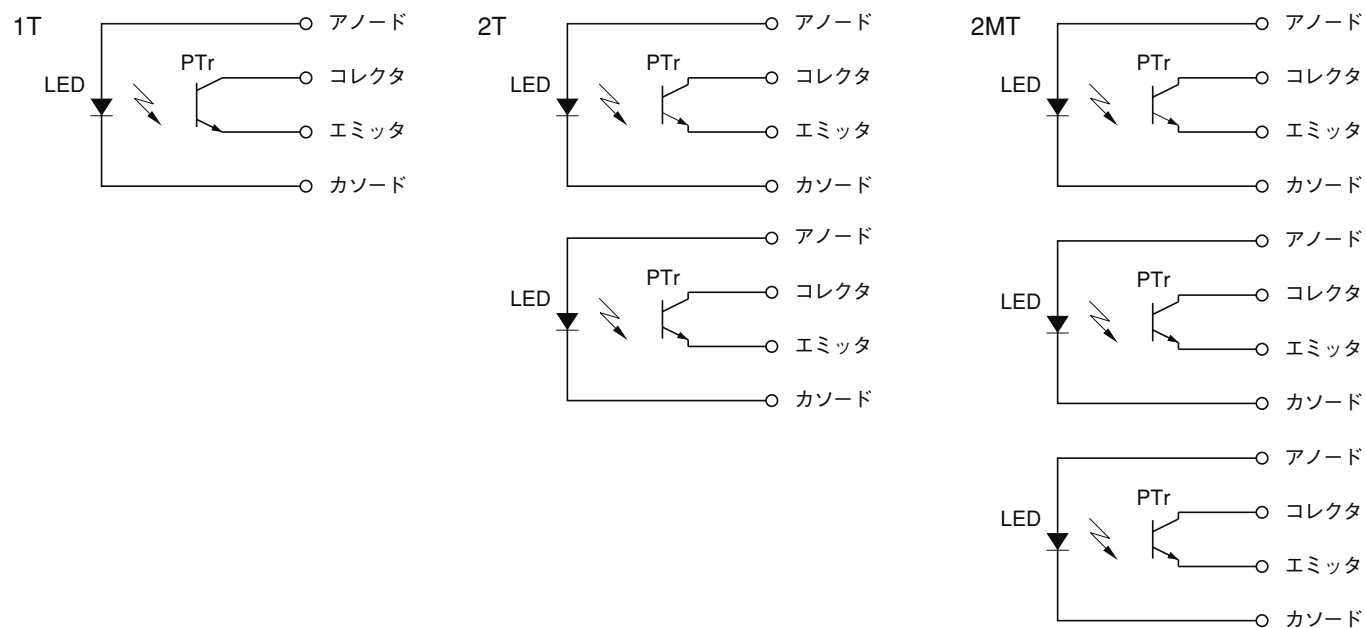 1T
アノード
PTr
コレクタ
LED
エミッタ
カソード
2T
アノード
PTr
コレクタ
LED
エミッタ
カソード
アノード
PTr
コレクタ
LED
エミッタ
カソード
2MT
アノード
PTr
コレクタ
LED
エミッタ
カソード
アノード
PTr
コレクタ
LED
エミッタ
カソード
アノード
PTr
コレクタ
LED
エミッタ
カソード